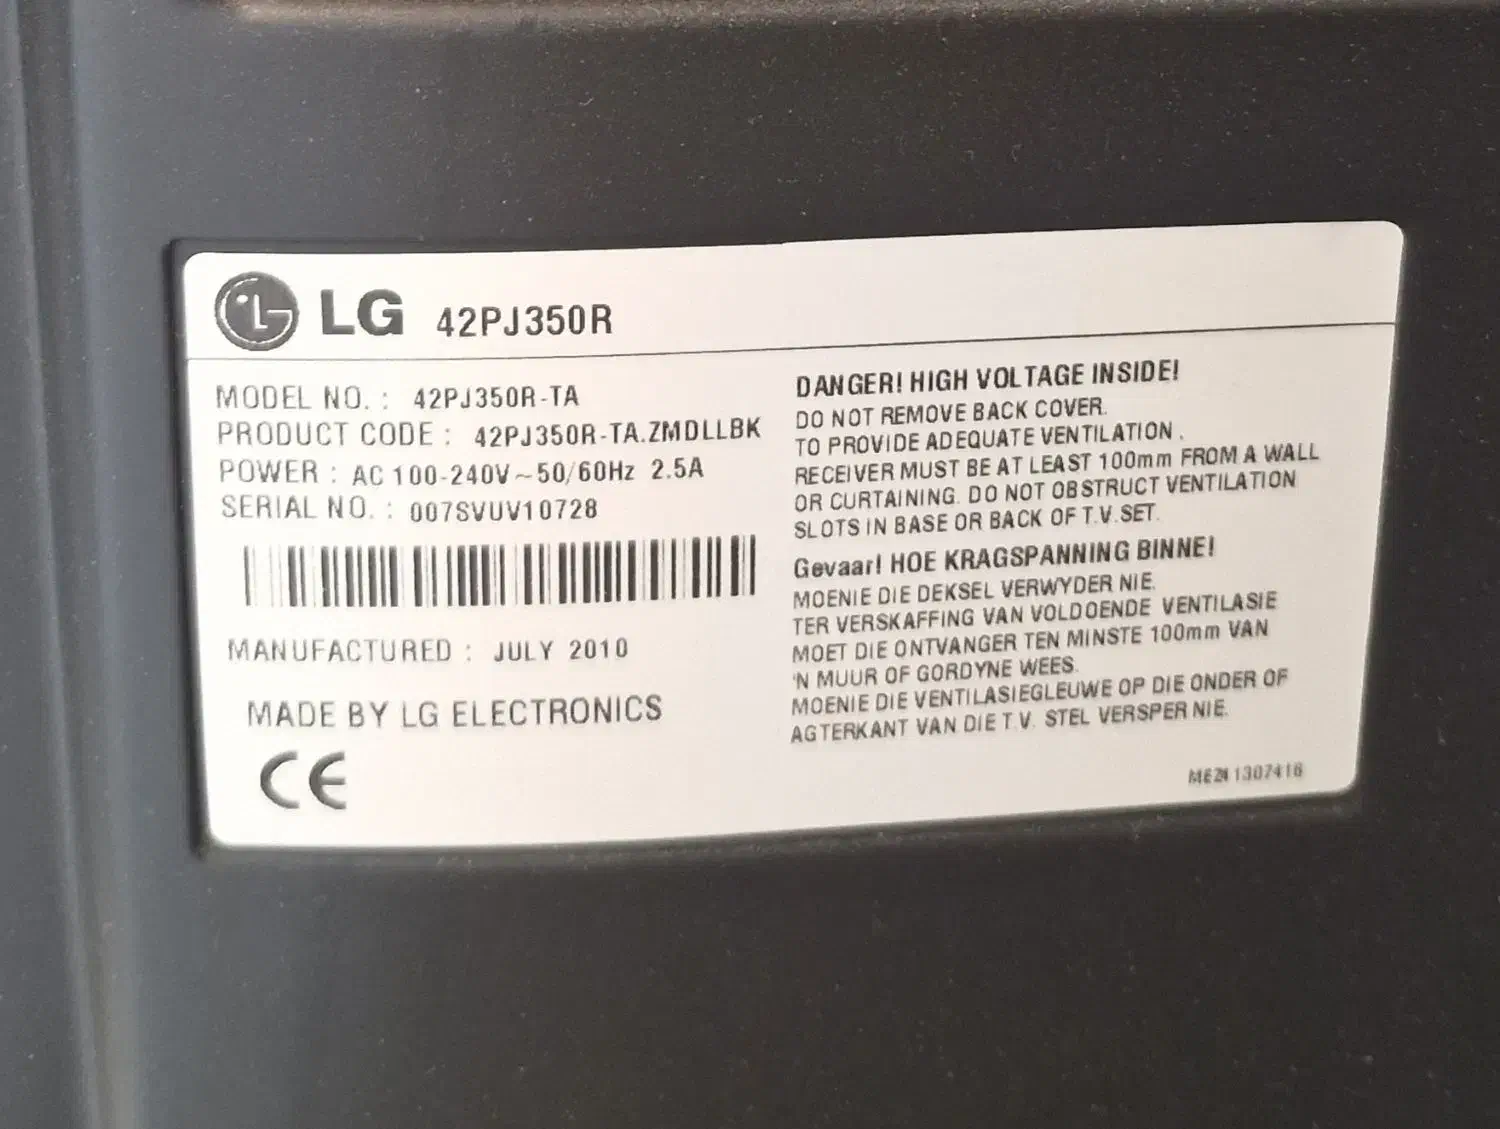 LG 42PJ350R
MODEL NO. : 42PJ350R-TA
PRODUCT CODE : 42PJ350R-TA.ZMDLLBK
POWER : AC 100-240V~50/60Hz 2.5A
SERIAL NO. : 007SVUV10728
MANUFACTURED : JULY 2010
MADE BY LG ELECTRONICS
CE
DANGER! HIGH VOLTAGE INSIDE!
DO NOT REMOVE BACK COVER.
TO PROVIDE ADEQUATE VENTILATION .
RECEIVER MUST BE AT LEAST 100mm FROM A WALL
OR CURTAINING. DO NOT OBSTRUCT VENTILATION
SLOTS IN BASE OR BACK OF T.V.SET.
Gevaar! HOE KRAGSPANNING BINNE!
MOENIE DIE DEKSEL VERWYDER NIE.
TER VERSKAFFING VAN VOLDOENDE VENTILASIE
MOET DIE ONTVANGER TEN MINSTE 100mm VAN
'N MUUR OF GORDYNE WEES.
MOENIE DIE VENTILASIEGLEUWE OP DIE ONDER OF
AGTERKANT VAN DIE T.V. STEL VERSPER NIE.